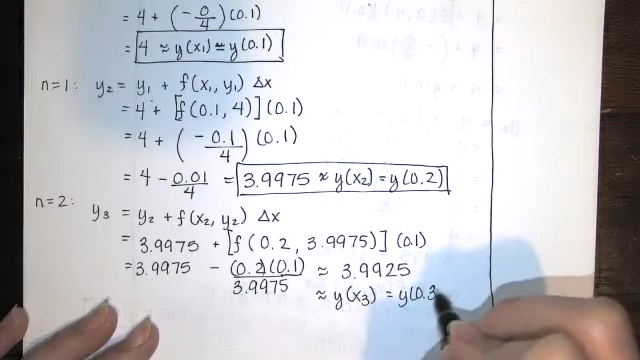 = 4 + (-0/4)(0.1)
= 4 ≈ y(x₁) ≈ y(0.1)
n=1: y₂ = y₁ + f(x₁, y₁) Δx
= 4 + [f(0.1, 4)](0.1)
= 4 + (-0.1/4)(0.1)
= 4 - 0.01/4 = 3.9975 ≈ y(x₂) = y(0.2)
n=2: y₃ = y₂ + f(x₂, y₂) Δx
= 3.9975 + [f(0.2, 3.9975)](0.1)
= 3.9975 - (0.2)(0.1)/3.9975 ≈ 3.9925
≈ y(x₃) = y(0.3